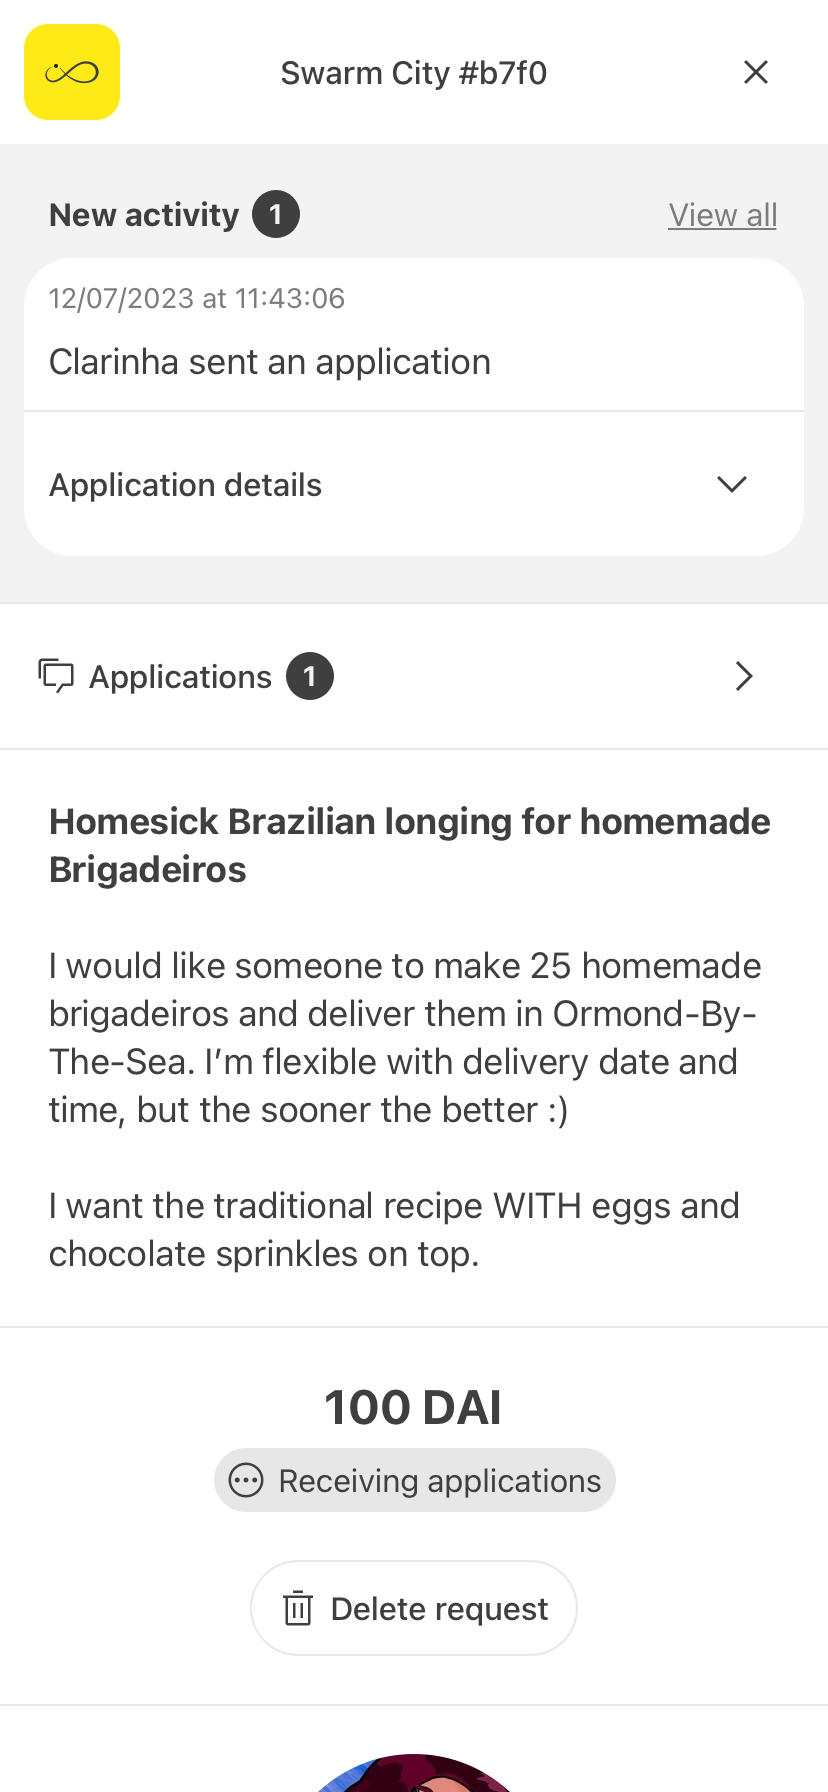 Swarm City #b7f0
New activity 1
View all
12/07/2023 at 11:43:06
Clarinha sent an application
Application details
Applications 1
Homesick Brazilian longing for homemade
Brigadeiros
I would like someone to make 25 homemade
brigadeiros and deliver them in Ormond-By-
The-Sea. I’m flexible with delivery date and
time, but the sooner the better :)
I want the traditional recipe WITH eggs and
chocolate sprinkles on top.
100 DAI
Receiving applications
Delete request